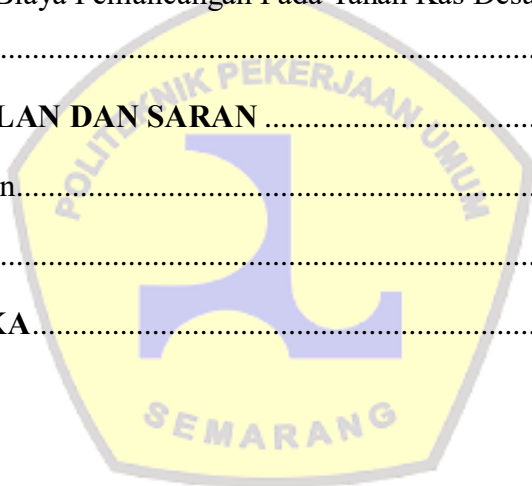 Biaya Pemancangan Pada Tanah Kas Desa
................................................................
LAN DAN SARAN ................................
n................................................................
................................................................
KA................................................................
POLITEKNIK PEKERJAAN UMUM
SEMARANG